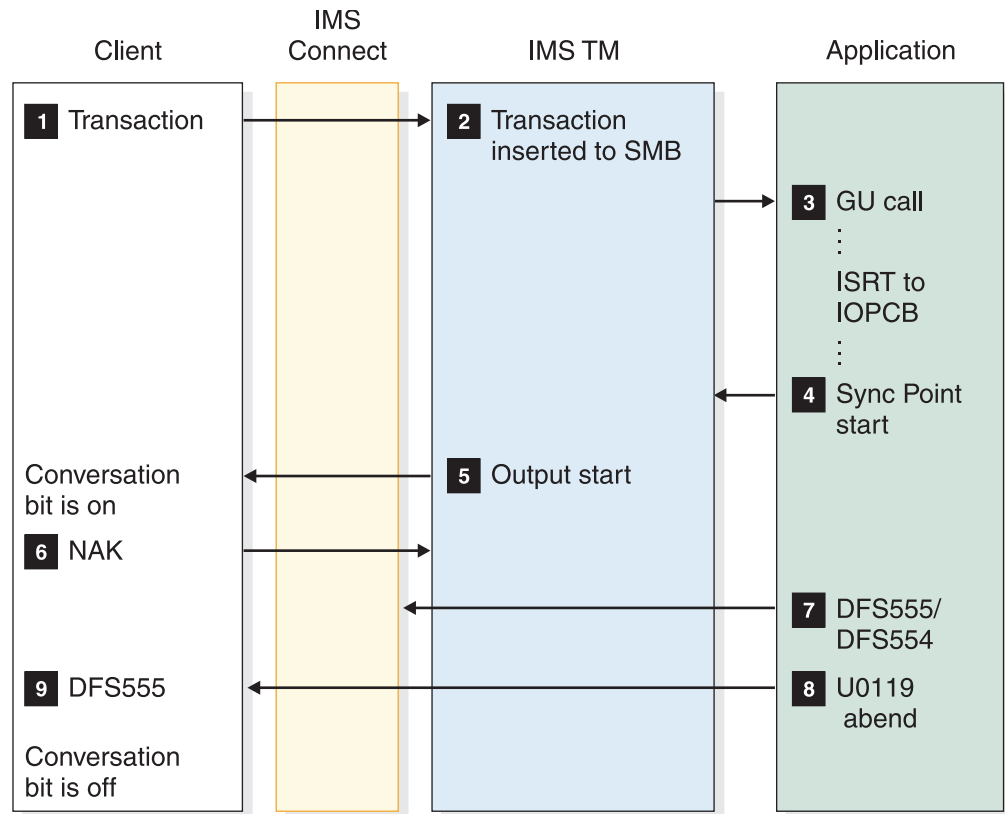 Client
IMS
Connect
IMS TM
Application
1 Transaction
2 Transaction
inserted to SMB
3 GU call
ISRT to
IOPCB
4 Sync Point
start
Conversation
bit is on
5 Output start
6 NAK
7 DFS555/
DFS554
9 DFS555
8 U0119
abend
Conversation
bit is off